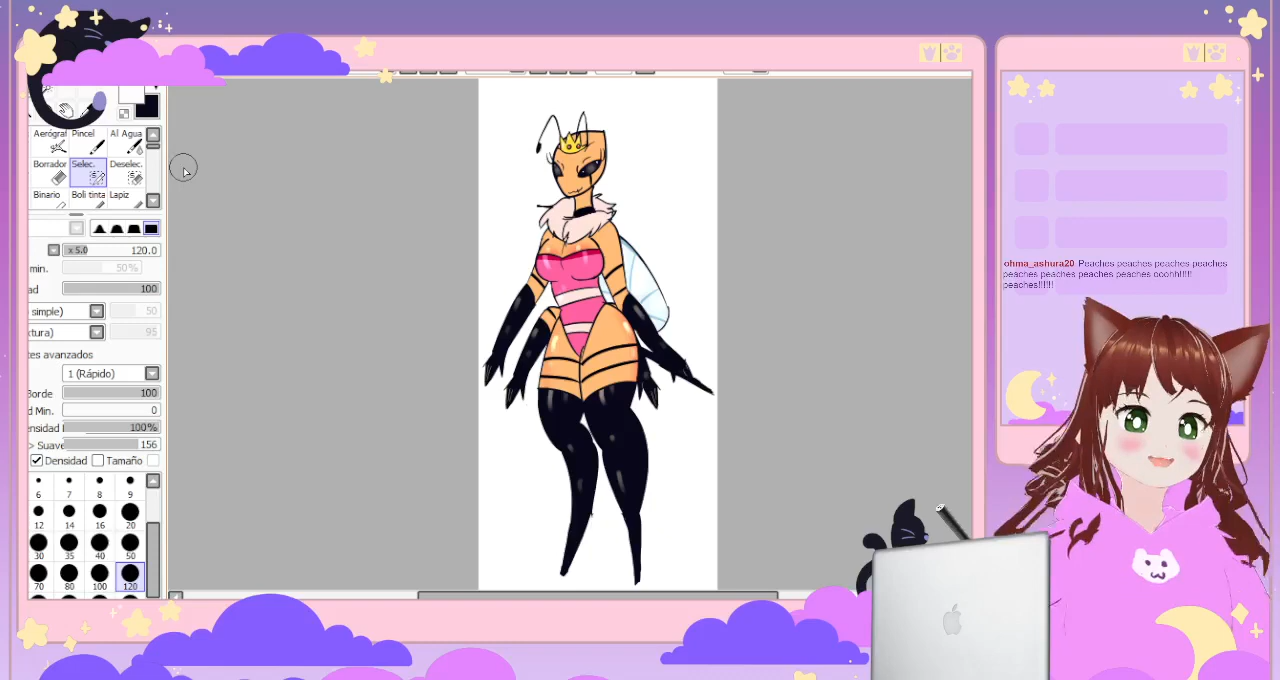 Aerógraf Pincel Al Agua
Borrador Selec. Deselec.
Binario Boli tinta Lapiz
x 5.0 120.0
min. 50%
ad 100
simple) 50
tura) 95
tes avanzados
1 (Rápido)
Borde 100
d Min. 0
ensidad 100%
> Suave 156
Densidad Tamaño
6 7 8 9
12 14 16 20
30 35 40 50
70 80 100 120
ohma_ashura20 Peaches peaches peaches peaches
peaches peaches peaches peaches ooohh!!!!!
peaches!!!!!!